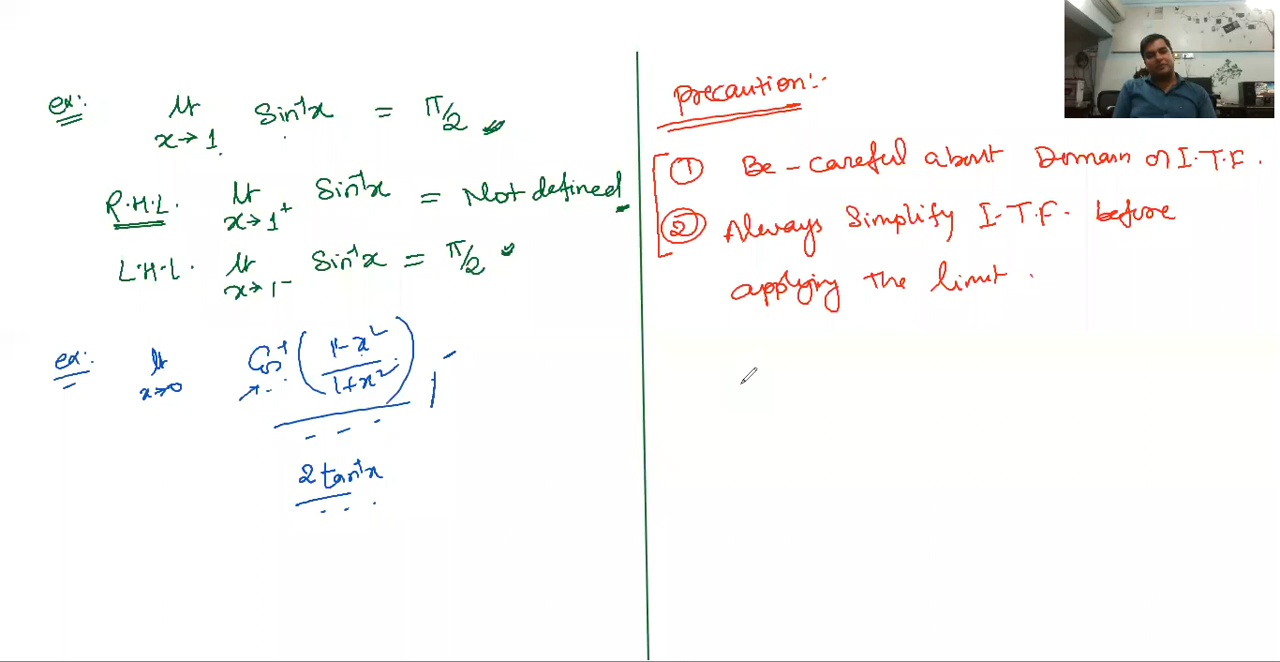 ex:- lt x→1 Sin⁻¹x = π/2
R.H.L. lt x→1⁺ Sin⁻¹x = Not defined
L.H.L. lt x→1⁻ Sin⁻¹x = π/2
ex:- lt x→0 Cos⁻¹((1-x²)/(1+x²))
2 tan⁻¹x
Precaution:-
① Be-careful about Domain of I.T.F.
② Always Simplify I.T.F. before
applying the limit.